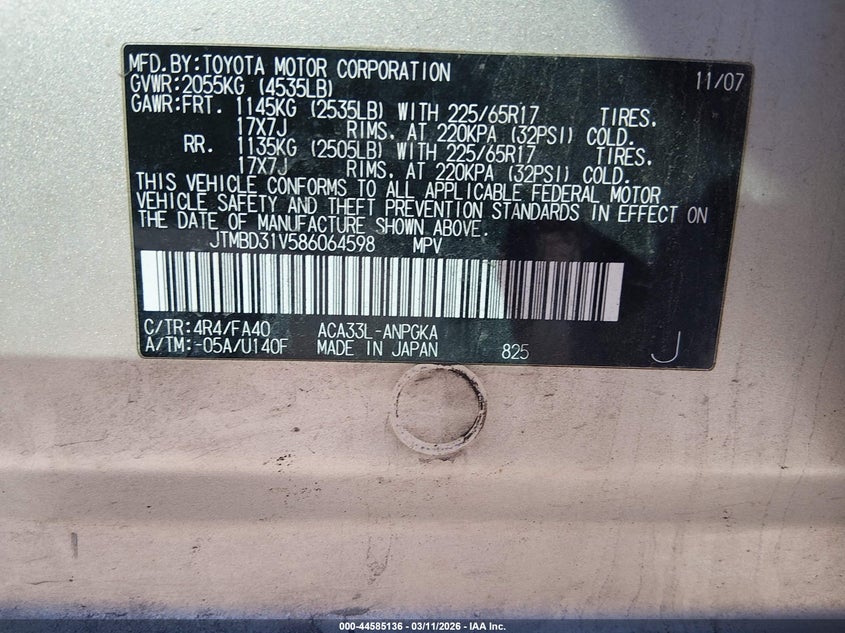 MFD.BY:TOYOTA MOTOR CORPORATION 11/07
GVWR:2055KG (4535LB)
GAWR:FRT. 1145KG (2535LB) WITH 225/65R17 TIRES.
17X7J RIMS. AT 220KPA (32PSI) COLD.
RR. 1135KG (2505LB) WITH 225/65R17 TIRES.
17X7J RIMS. AT 220KPA (32PSI) COLD.
THIS VEHICLE CONFORMS TO ALL APPLICABLE FEDERAL MOTOR
VEHICLE SAFETY AND THEFT PREVENTION STANDARDS IN EFFECT ON
THE DATE OF MANUFACTURE SHOWN ABOVE.
JTMBD31V586064598 MPV
C/TR:4R4/FA40 ACA33L-ANPGKA
A/TM:-05A/U140F MADE IN JAPAN 825 J
000-44585136 - 03/11/2026 - IAA Inc.